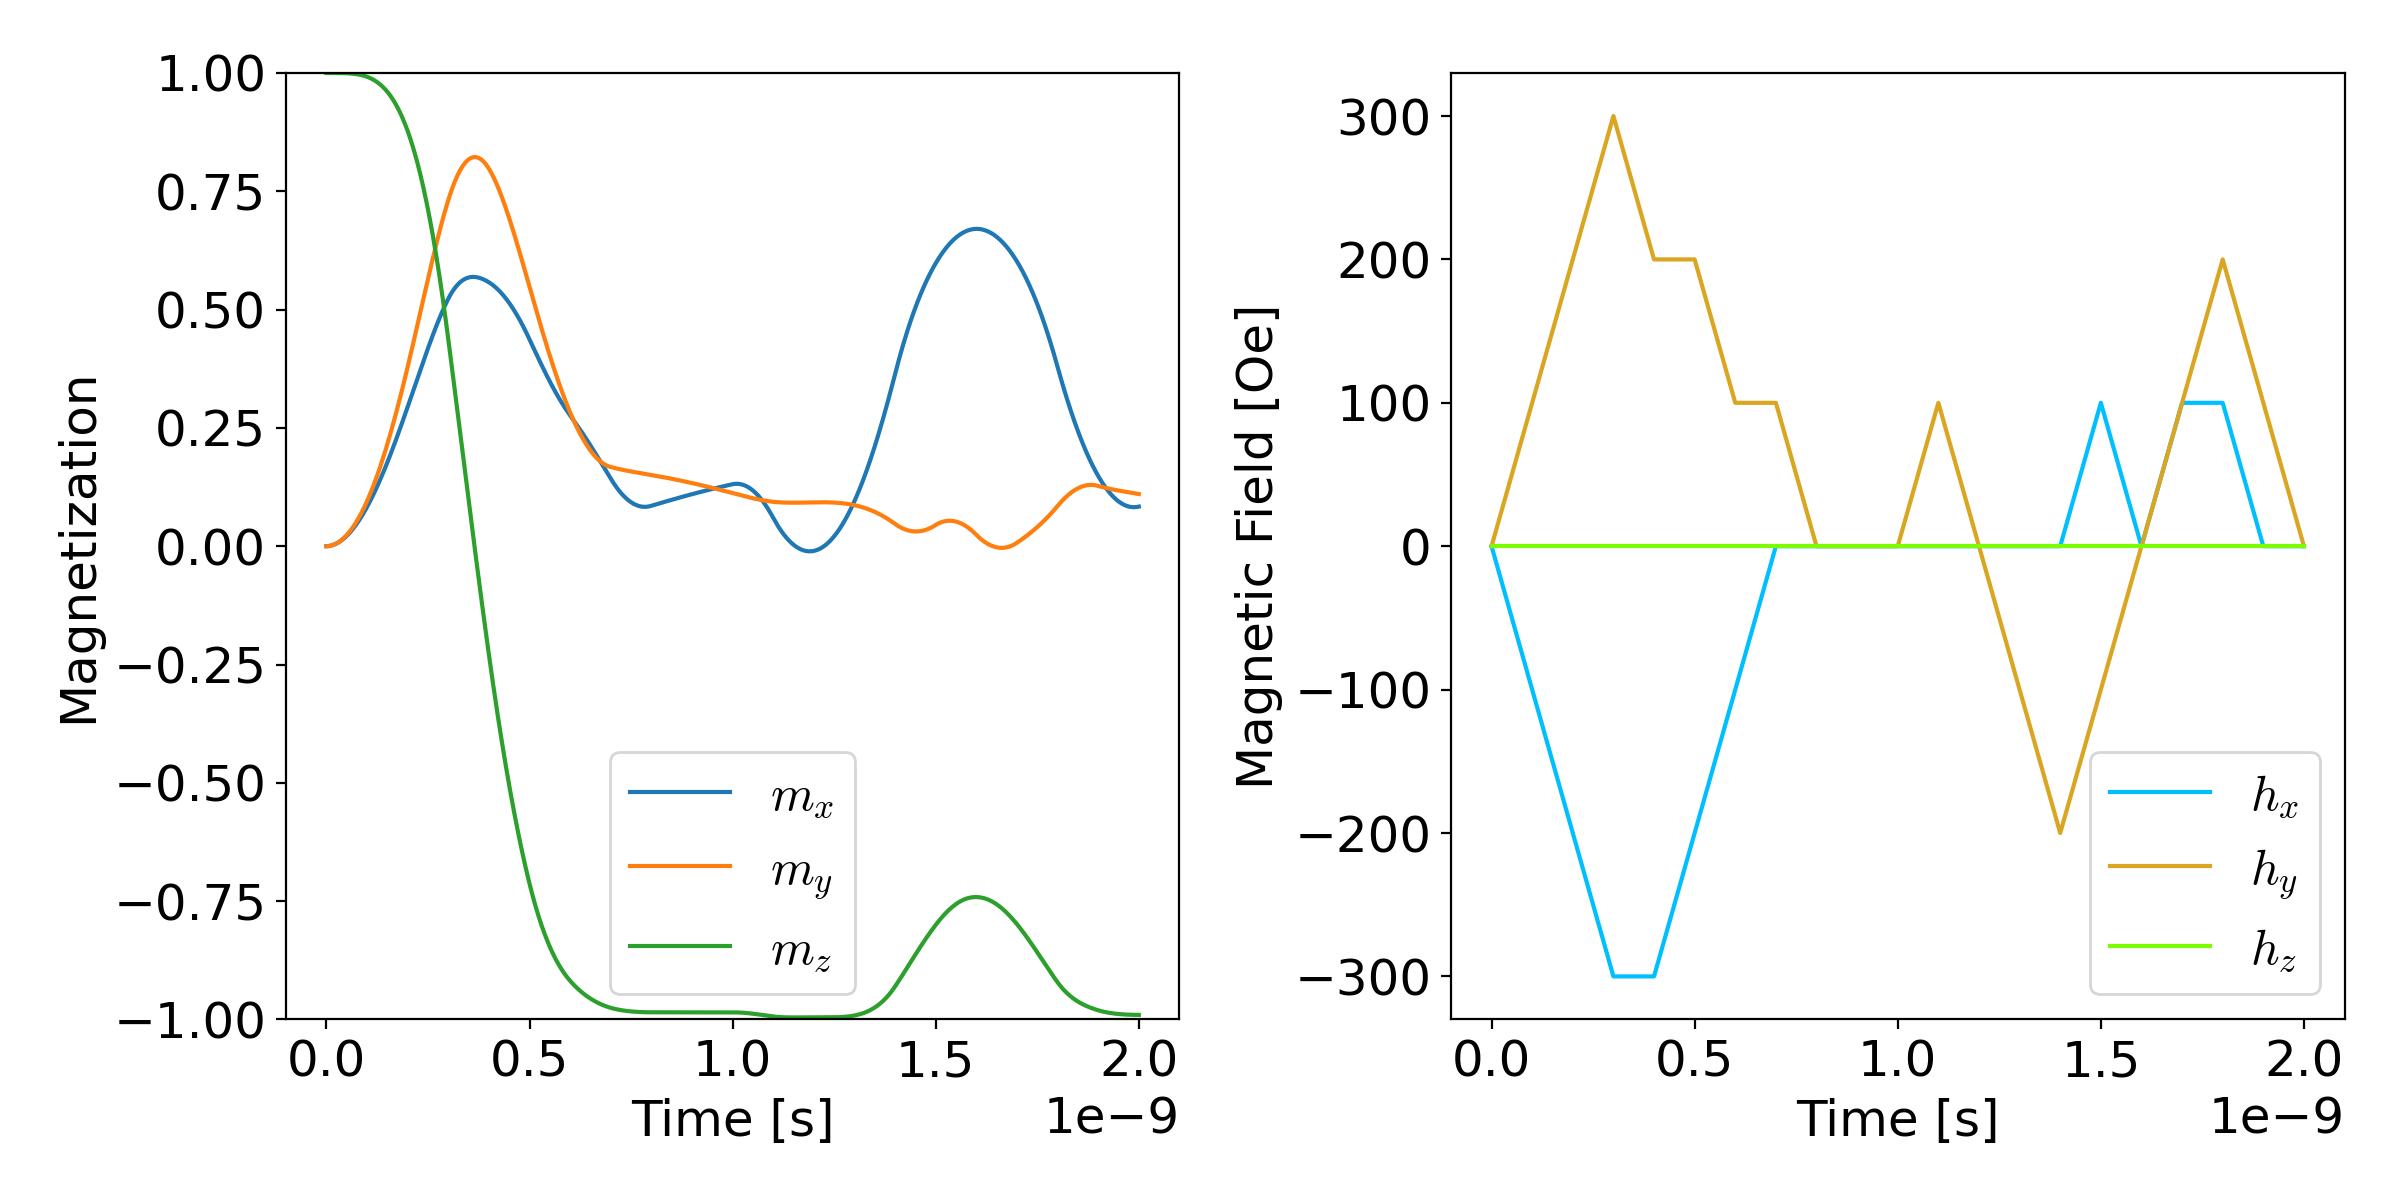 Magnetization
1.00
0.75
0.50
0.25
0.00
−0.25
−0.50
−0.75
−1.00
m_x
m_y
m_z
0.0 0.5 1.0 1.5 2.0
Time [s] 1e−9
Magnetic Field [Oe]
300
200
100
0
−100
−200
−300
h_x
h_y
h_z
0.0 0.5 1.0 1.5 2.0
Time [s] 1e−9